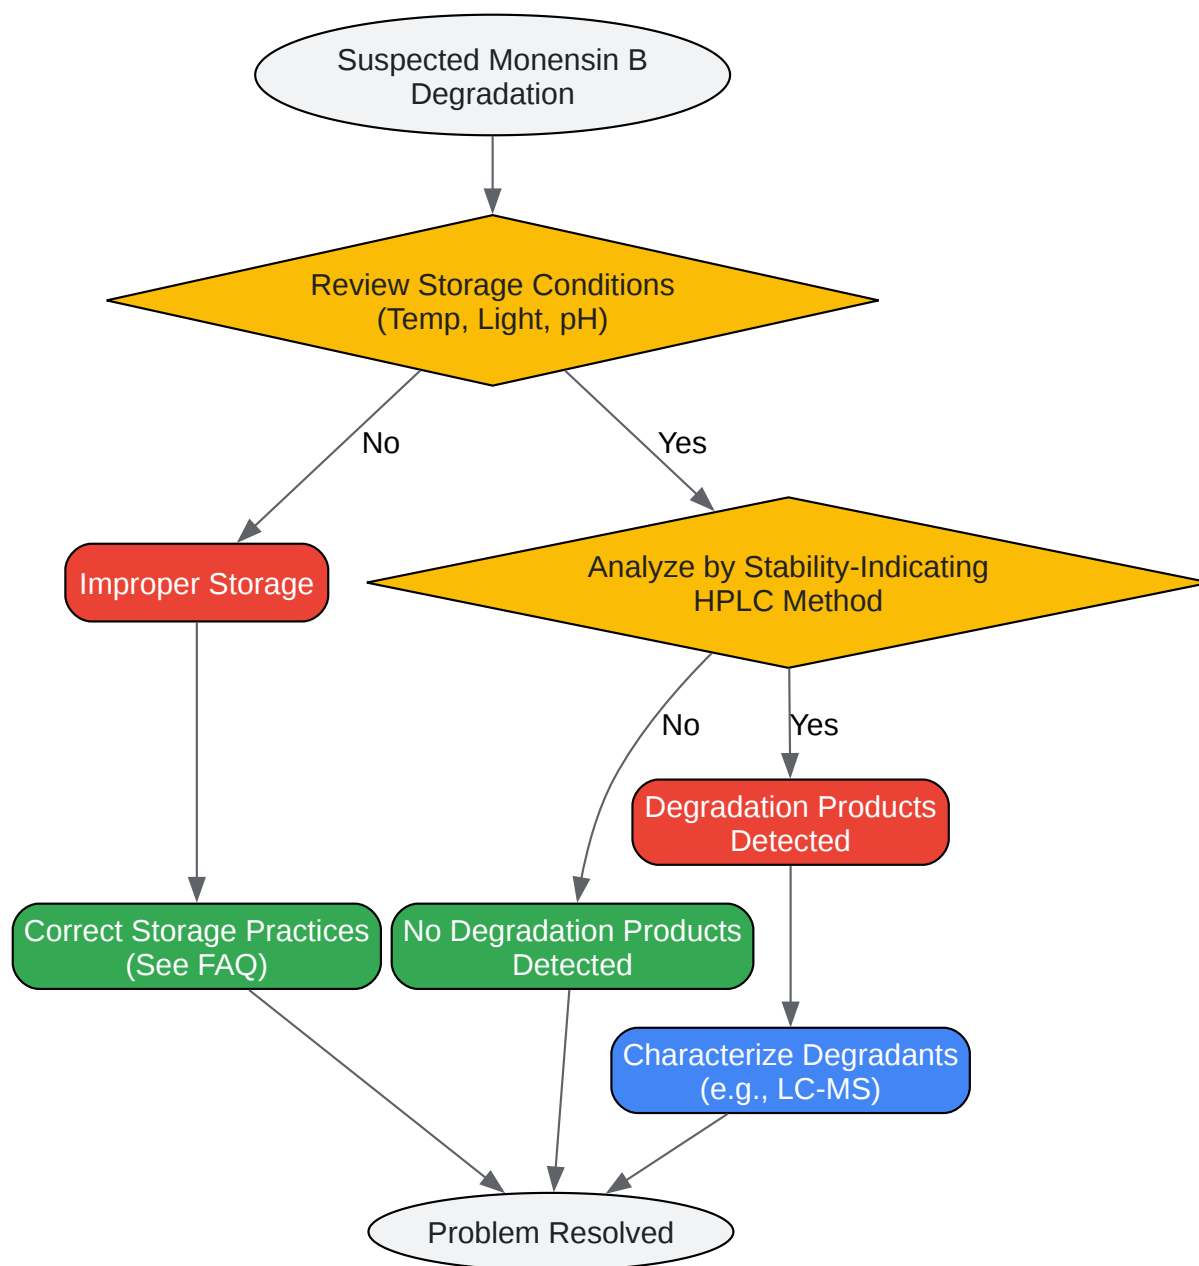 Suspected Monensin B
Degradation
Review Storage Conditions
(Temp, Light, pH)
No
Yes
Improper Storage
Analyze by Stability-Indicating
HPLC Method
No
Yes
Degradation Products
Detected
Correct Storage Practices
(See FAQ)
No Degradation Products
Detected
Characterize Degradants
(e.g., LC-MS)
Problem Resolved